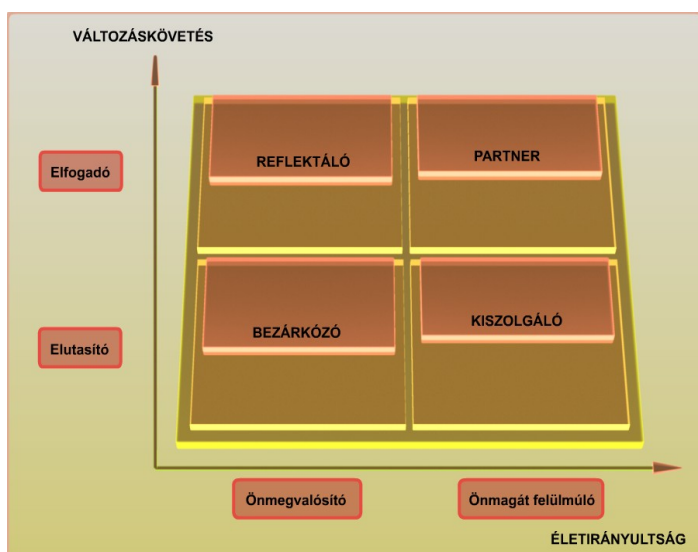 VÁLTOZÁSKÖVETÉS
Elfogadó
REFLEKTÁLÓ
PARTNER
Elutasító
BEZÁRKÓZÓ
KISZOLGÁLÓ
Önmegvalósító
Önmagát felülmúló
ÉLETIRÁNYULTSÁG